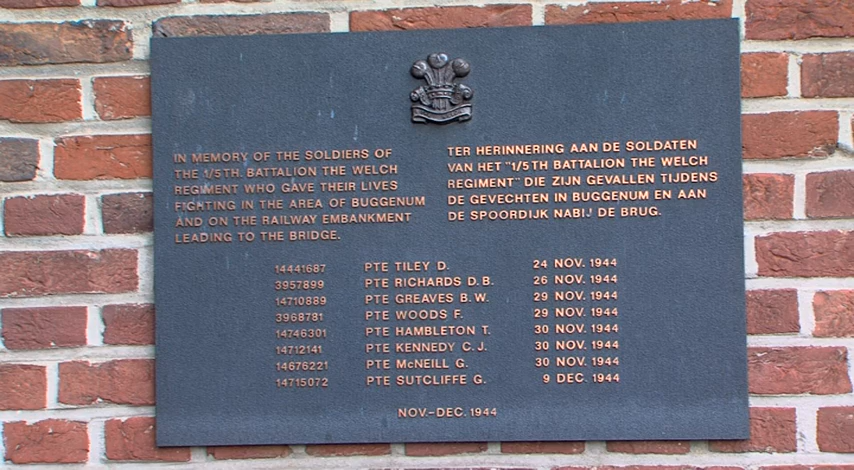 IN MEMORY OF THE SOLDIERS OF
THE 1/5TH. BATTALION THE WELCH
REGIMENT WHO GAVE THEIR LIVES
FIGHTING IN THE AREA OF BUGGENUM
AND ON THE RAILWAY EMBANKMENT
LEADING TO THE BRIDGE.
TER HERINNERING AAN DE SOLDATEN
VAN HET "1/5TH BATTALION THE WELCH
REGIMENT" DIE ZIJN GEVALLEN TIJDENS
DE GEVECHTEN IN BUGGENUM EN AAN
DE SPOORDIJK NABIJ DE BRUG.
14441687 PTE TILEY D. 24 NOV. 1944
3957899 PTE RICHARDS D.B. 26 NOV. 1944
14710889 PTE GREAVES B.W. 29 NOV. 1944
3968781 PTE WOODS F. 29 NOV. 1944
14746301 PTE HAMBLETON T. 30 NOV. 1944
14712141 PTE KENNEDY C.J. 30 NOV. 1944
14676221 PTE McNEILL G. 30 NOV. 1944
14715072 PTE SUTCLIFFE G. 9 DEC. 1944
NOV.-DEC. 1944